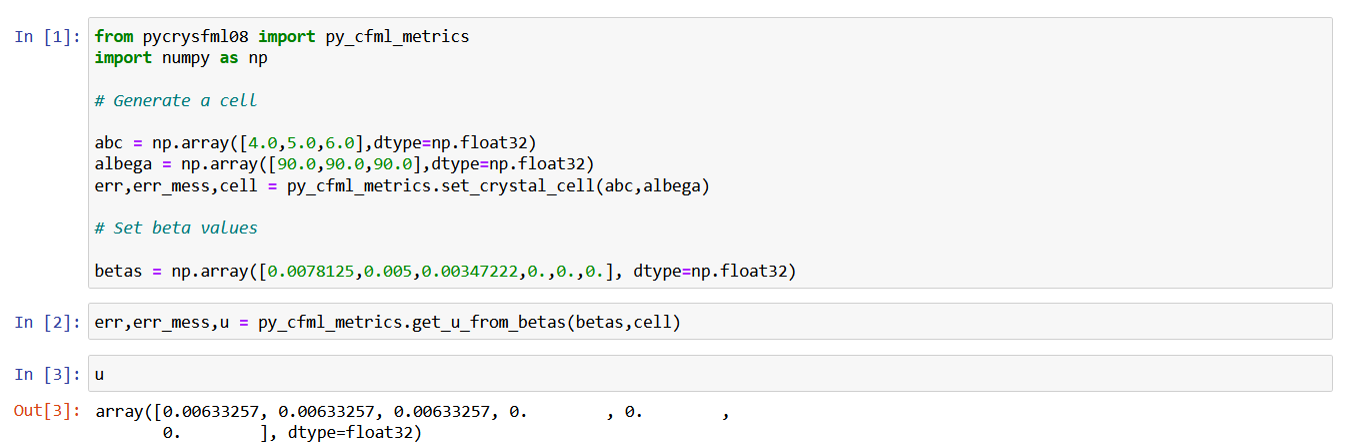 In [1]: from pycrysfml08 import py_cfml_metrics
import numpy as np
# Generate a cell
abc = np.array([4.0,5.0,6.0],dtype=np.float32)
albega = np.array([90.0,90.0,90.0],dtype=np.float32)
err,err_mess,cell = py_cfml_metrics.set_crystal_cell(abc,albega)
# Set beta values
betas = np.array([0.0078125,0.005,0.00347222,0.,0.,0.], dtype=np.float32)
In [2]: err,err_mess,u = py_cfml_metrics.get_u_from_betas(betas,cell)
In [3]: u
Out[3]: array([0.00633257, 0.00633257, 0.00633257, 0.        , 0.        ,
0.        ], dtype=float32)